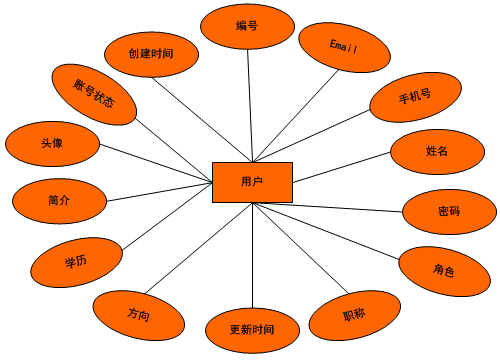 编号
创建时间
Email
账号状态
手机号
头像
姓名
用户
简介
密码
学历
角色
方向
更新时间
职称